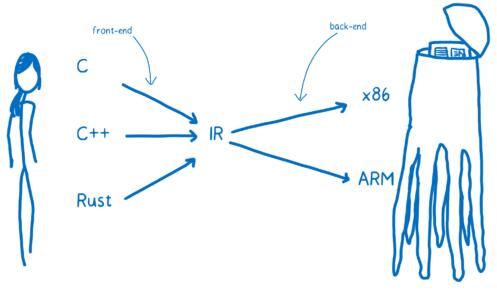 front-end
back-end
C
x86
C++
IR
ARM
Rust